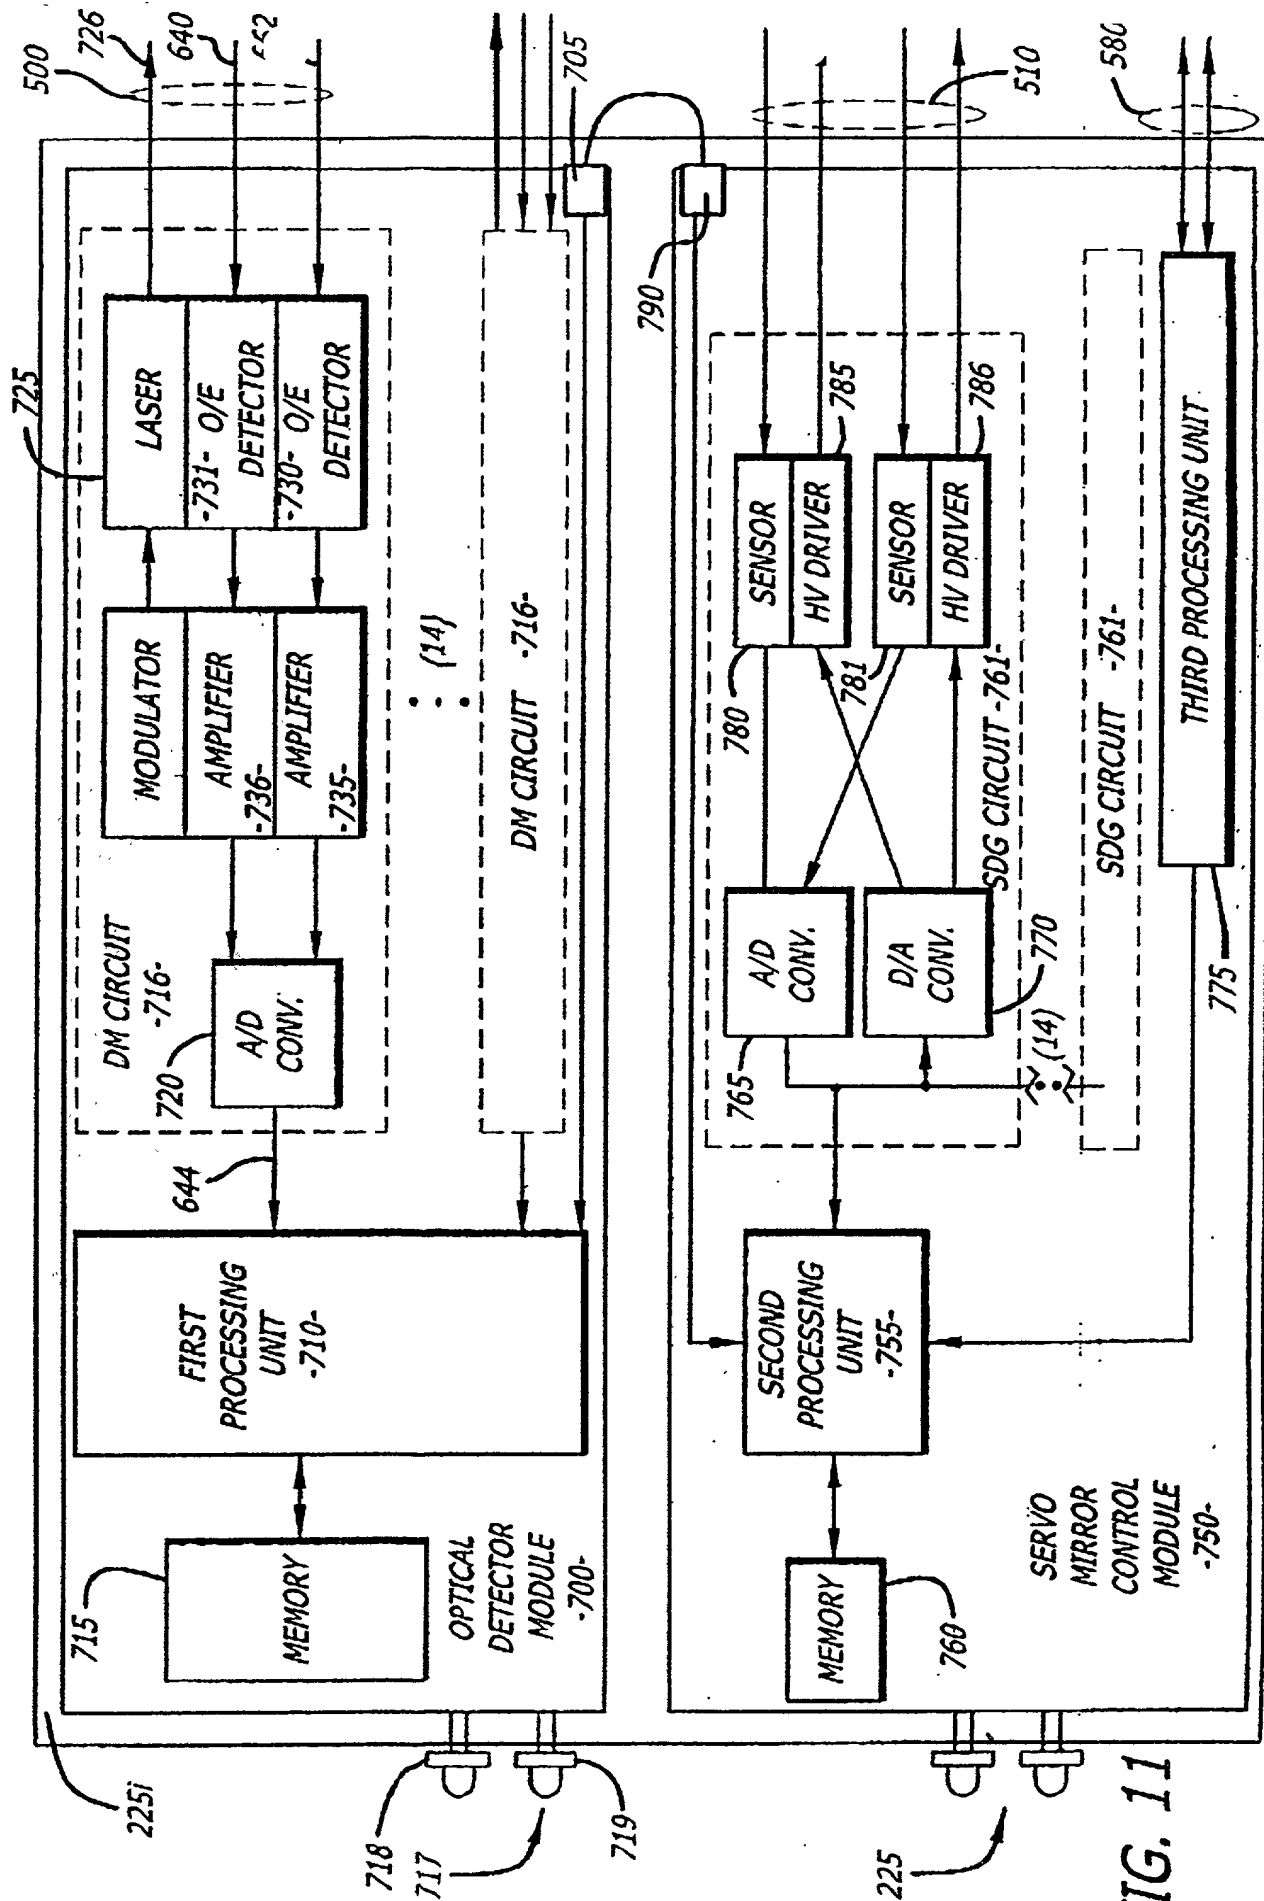 500
726
640
725
LASER
-731- O/E
DETECTOR
-730- O/E
DETECTOR
MODULATOR
AMPLIFIER
-736-
AMPLIFIER
-735-
DM CIRCUIT
-716-
720
A/D
CONV.
644
(14)
DM CIRCUIT -716-
705
FIRST
PROCESSING
UNIT
-710-
715
MEMORY
OPTICAL
DETECTOR
MODULE
-700-
225i
718
717
719
790
510
580
SENSOR
HV DRIVER
785
780
SENSOR
HV DRIVER
786
781
SDG CIRCUIT -761-
A/D
CONV.
765
D/A
CONV.
770
(14)
SDG CIRCUIT -761-
THIRD PROCESSING UNIT
775
SECOND
PROCESSING
UNIT
-755-
MEMORY
760
SERVO
MIRROR
CONTROL
MODULE
-750-
225
11